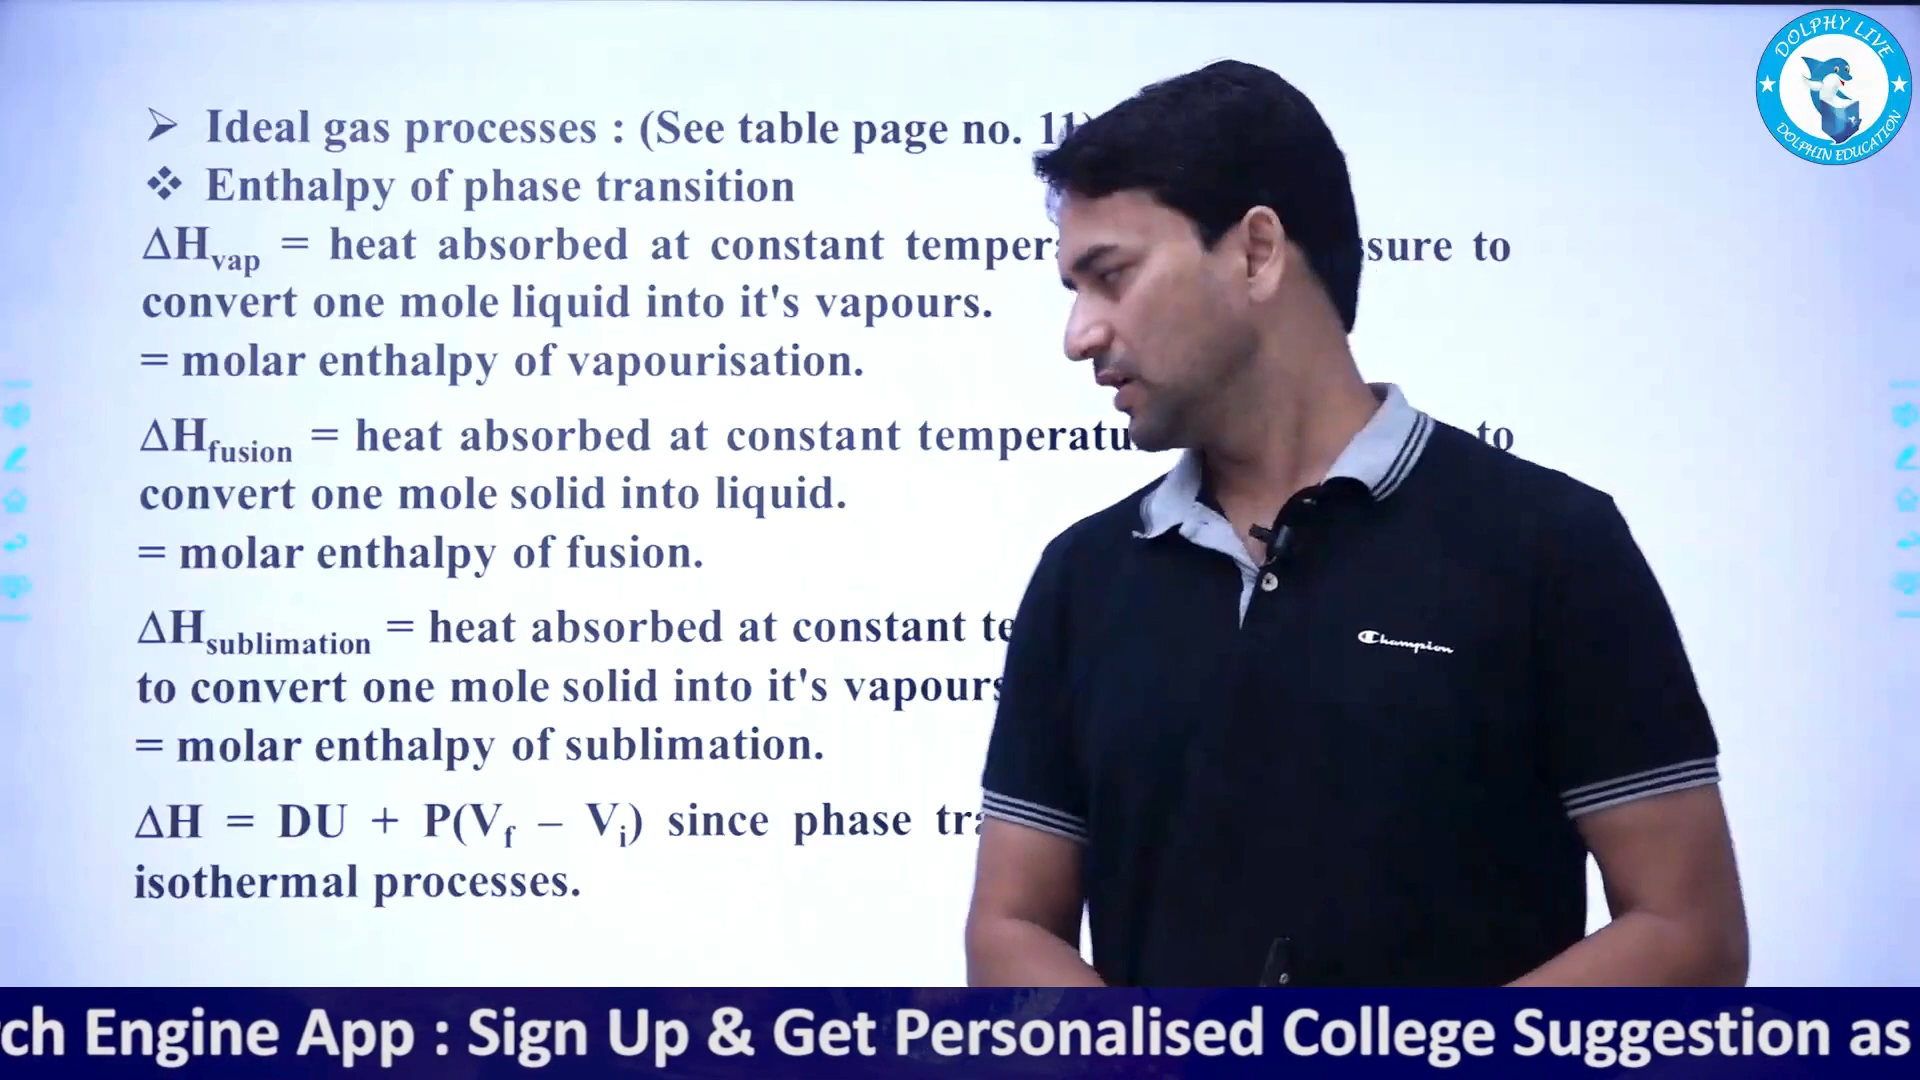 ➢ Ideal gas processes : (See table page no. 11)
❖ Enthalpy of phase transition
ΔHvap = heat absorbed at constant temper sure to
convert one mole liquid into it's vapours.
= molar enthalpy of vapourisation.
ΔHfusion = heat absorbed at constant temperatu to
convert one mole solid into liquid.
= molar enthalpy of fusion.
ΔHsublimation = heat absorbed at constant te
to convert one mole solid into it's vapours
= molar enthalpy of sublimation.
ΔH = DU + P(Vf – Vi) since phase tra
isothermal processes.
DOLPHY LIVE
DOLPHIN EDUCATION
Champion
rch Engine App : Sign Up & Get Personalised College Suggestion as